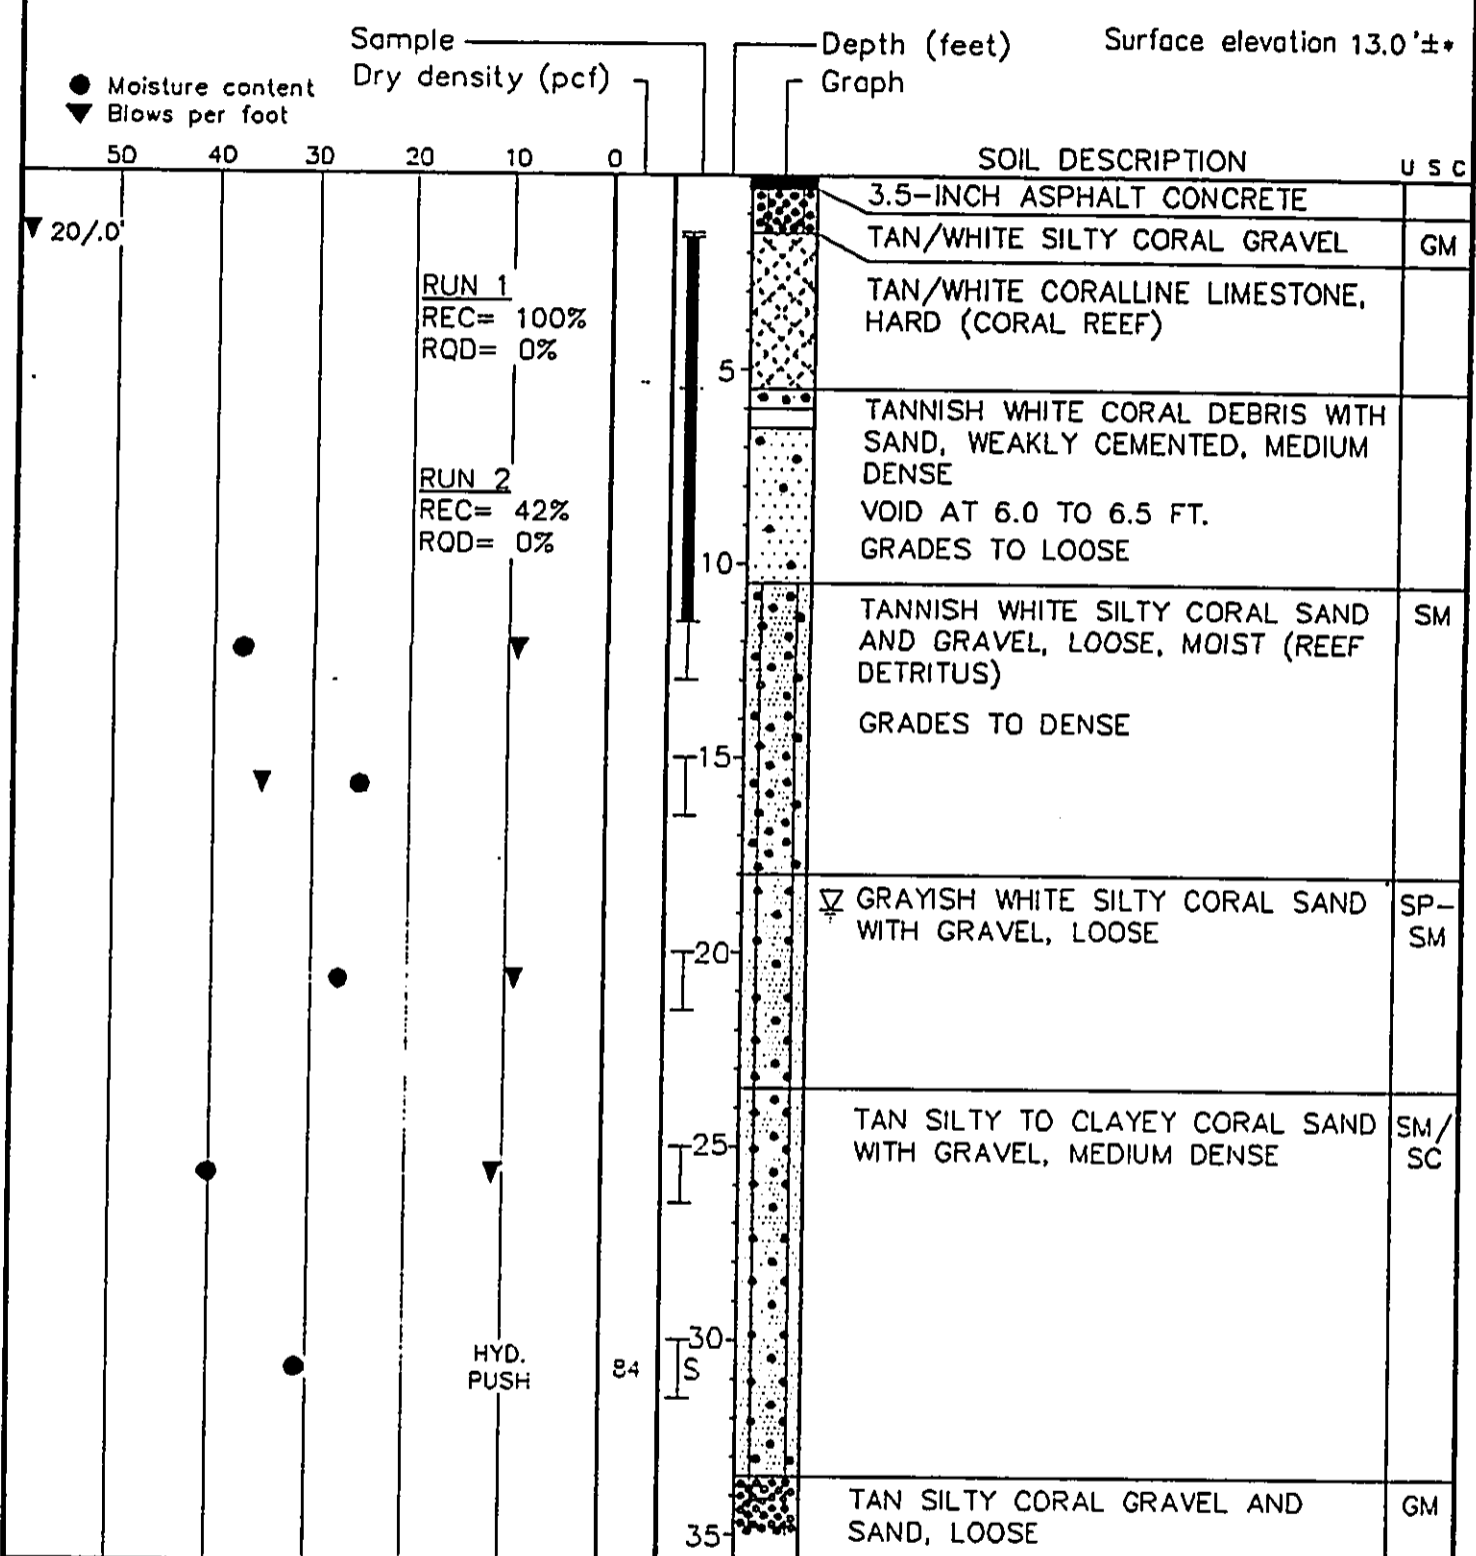 Sample
Depth (feet)
Surface elevation 13.0'±*
Dry density (pcf)
Graph
Moisture content
Blows per foot
50 40 30 20 10 0
SOIL DESCRIPTION
U S C
3.5-INCH ASPHALT CONCRETE
20/.0'
TAN/WHITE SILTY CORAL GRAVEL
GM
RUN 1
REC= 100%
RQD= 0%
TAN/WHITE CORALLINE LIMESTONE,
HARD (CORAL REEF)
5
TANNISH WHITE CORAL DEBRIS WITH
SAND, WEAKLY CEMENTED, MEDIUM
DENSE
VOID AT 6.0 TO 6.5 FT.
GRADES TO LOOSE
RUN 2
REC= 42%
RQD= 0%
10
TANNISH WHITE SILTY CORAL SAND
AND GRAVEL, LOOSE, MOIST (REEF
DETRITUS)
SM
GRADES TO DENSE
15
GRAYISH WHITE SILTY CORAL SAND
WITH GRAVEL, LOOSE
SP-
SM
20
TAN SILTY TO CLAYEY CORAL SAND
WITH GRAVEL, MEDIUM DENSE
SM/
SC
25
30
HYD.
PUSH
84
S
TAN SILTY CORAL GRAVEL AND
SAND, LOOSE
GM
35